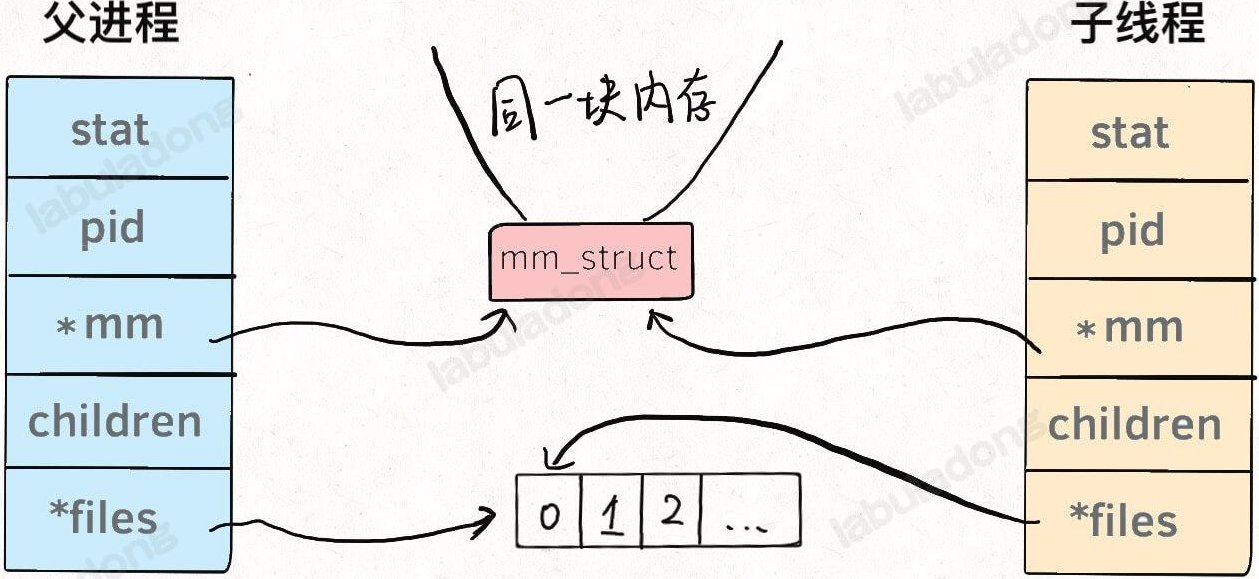 父进程
子线程
同一块内存
stat
pid
*mm
children
*files
mm_struct
0 1 2 ...
stat
pid
*mm
children
*files
labuladong
labuladong
labuladong
labuladong
labuladong